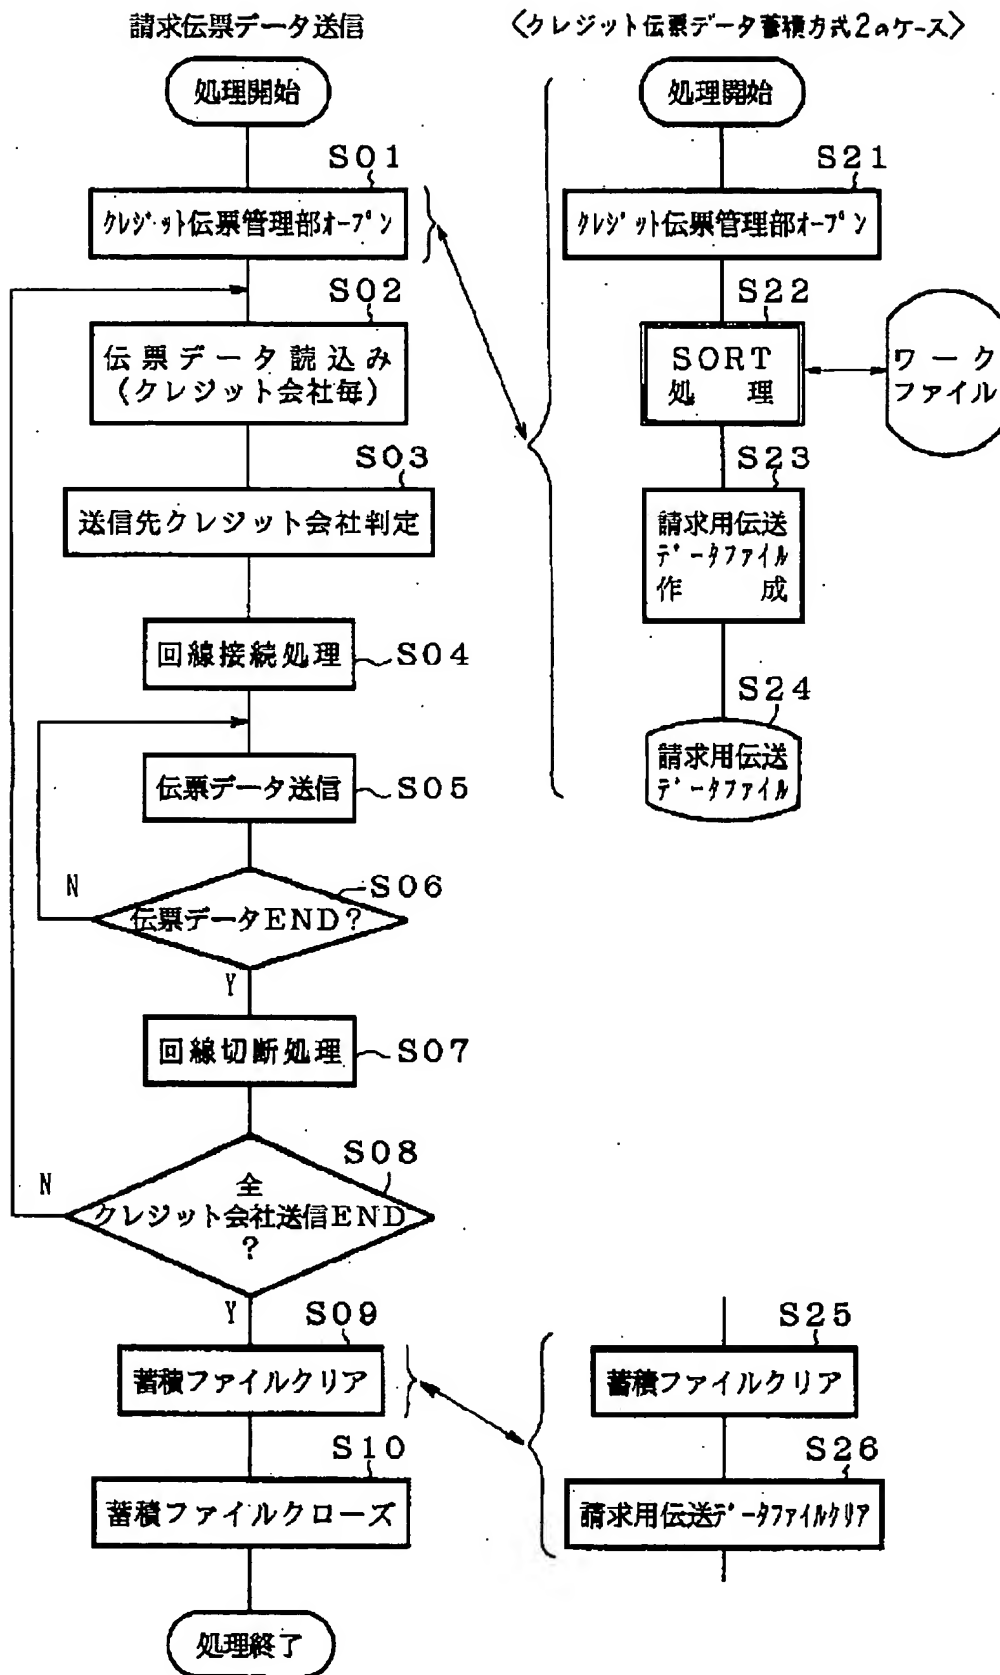 請求伝票データ送信
処理開始
S01
クレジット伝票管理部オープン
S02
伝票データ読込み
(クレジット会社毎)
S03
送信先クレジット会社判定
回線接続処理
S04
伝票データ送信
S05
N
S06
伝票データEND?
Y
回線切断処理
S07
N
S08
全
クレジット会社送信END
?
Y
S09
蓄積ファイルクリア
S10
蓄積ファイルクローズ
処理終了
〈クレジット伝票データ蓄積方式2のケース〉
処理開始
S21
クレジット伝票管理部オープン
S22
SORT
処理
ワーク
ファイル
S23
請求用伝送
データファイル
作成
S24
請求用伝送
データファイル
S25
蓄積ファイルクリア
S26
請求用伝送データファイルクリア